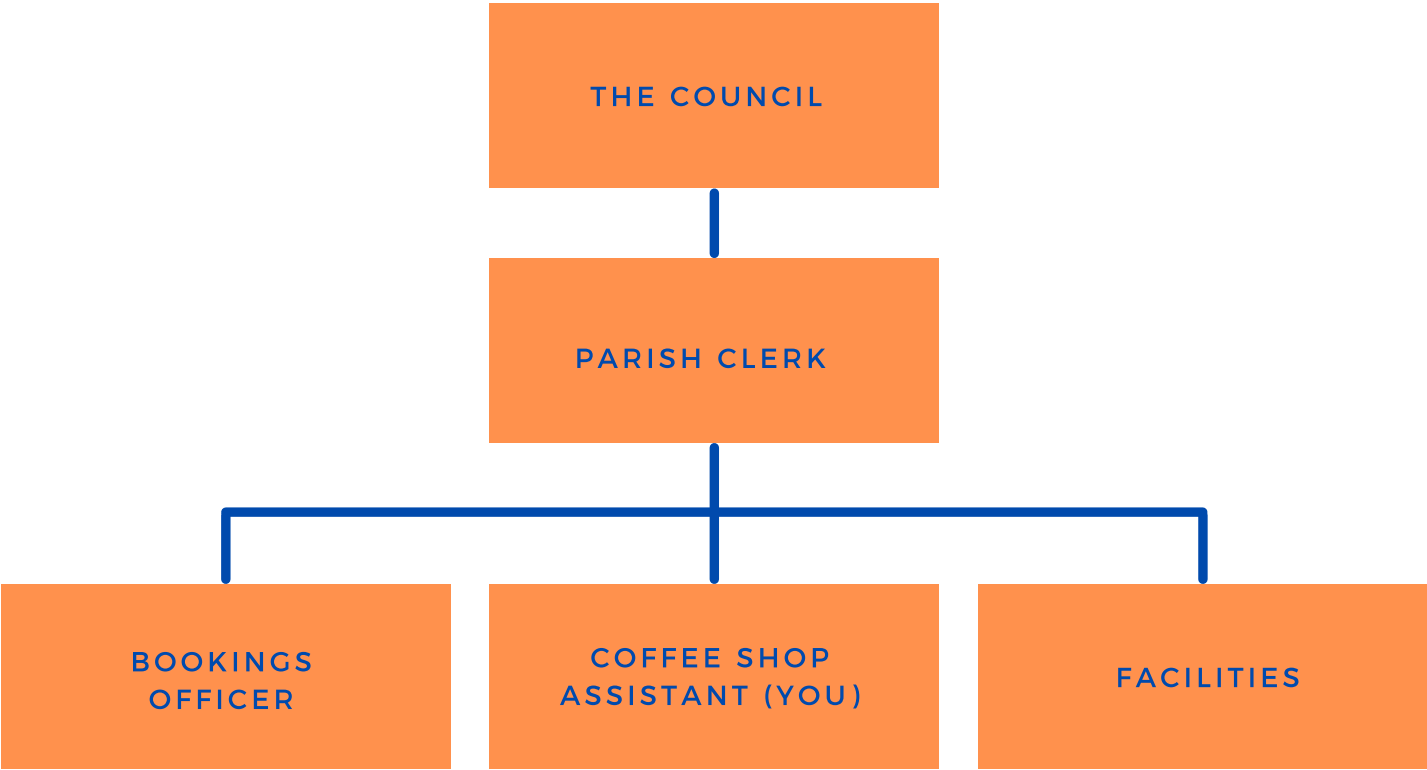 THE COUNCIL
PARISH CLERK
BOOKINGS
OFFICER
COFFEE SHOP
ASSISTANT (YOU)
FACILITIES